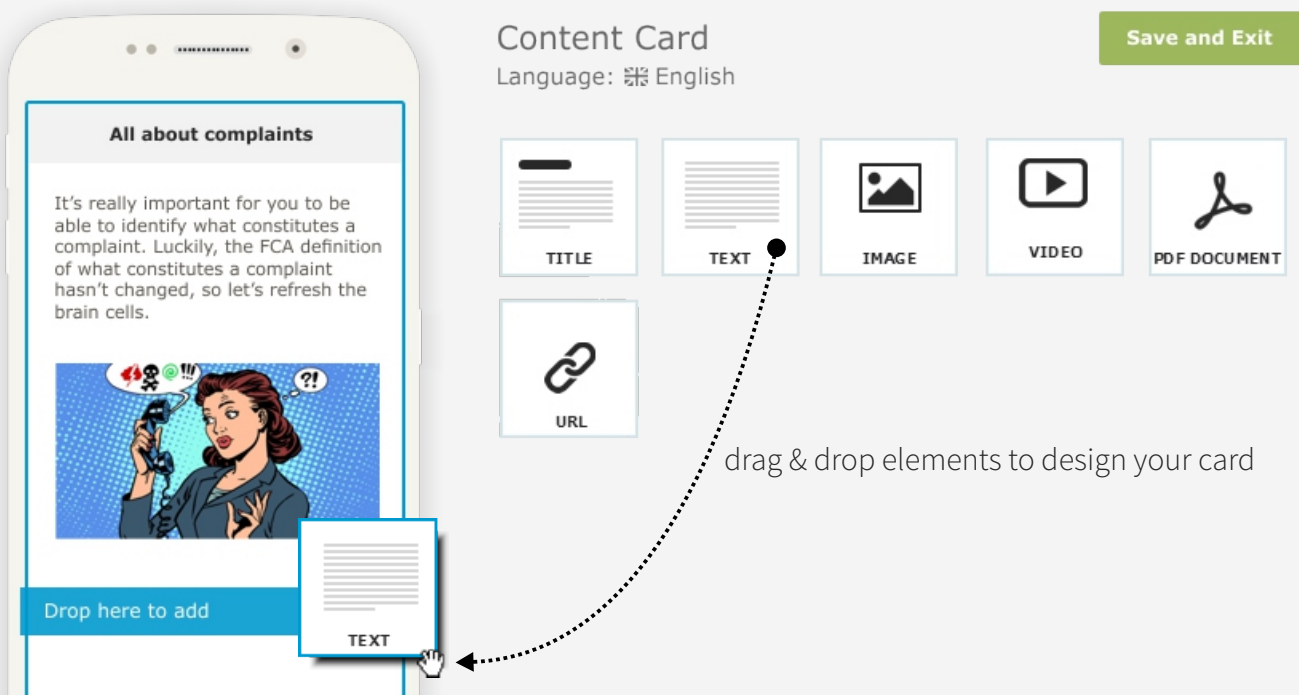 Content Card
Save and Exit
Language: English
All about complaints
It's really important for you to be
able to identify what constitutes a
complaint. Luckily, the FCA definition
of what constitutes a complaint
hasn't changed, so let's refresh the
brain cells.
!!!
?!
TITLE
TEXT
IMAGE
VIDEO
PDF DOCUMENT
URL
drag & drop elements to design your card
Drop here to add
TEXT